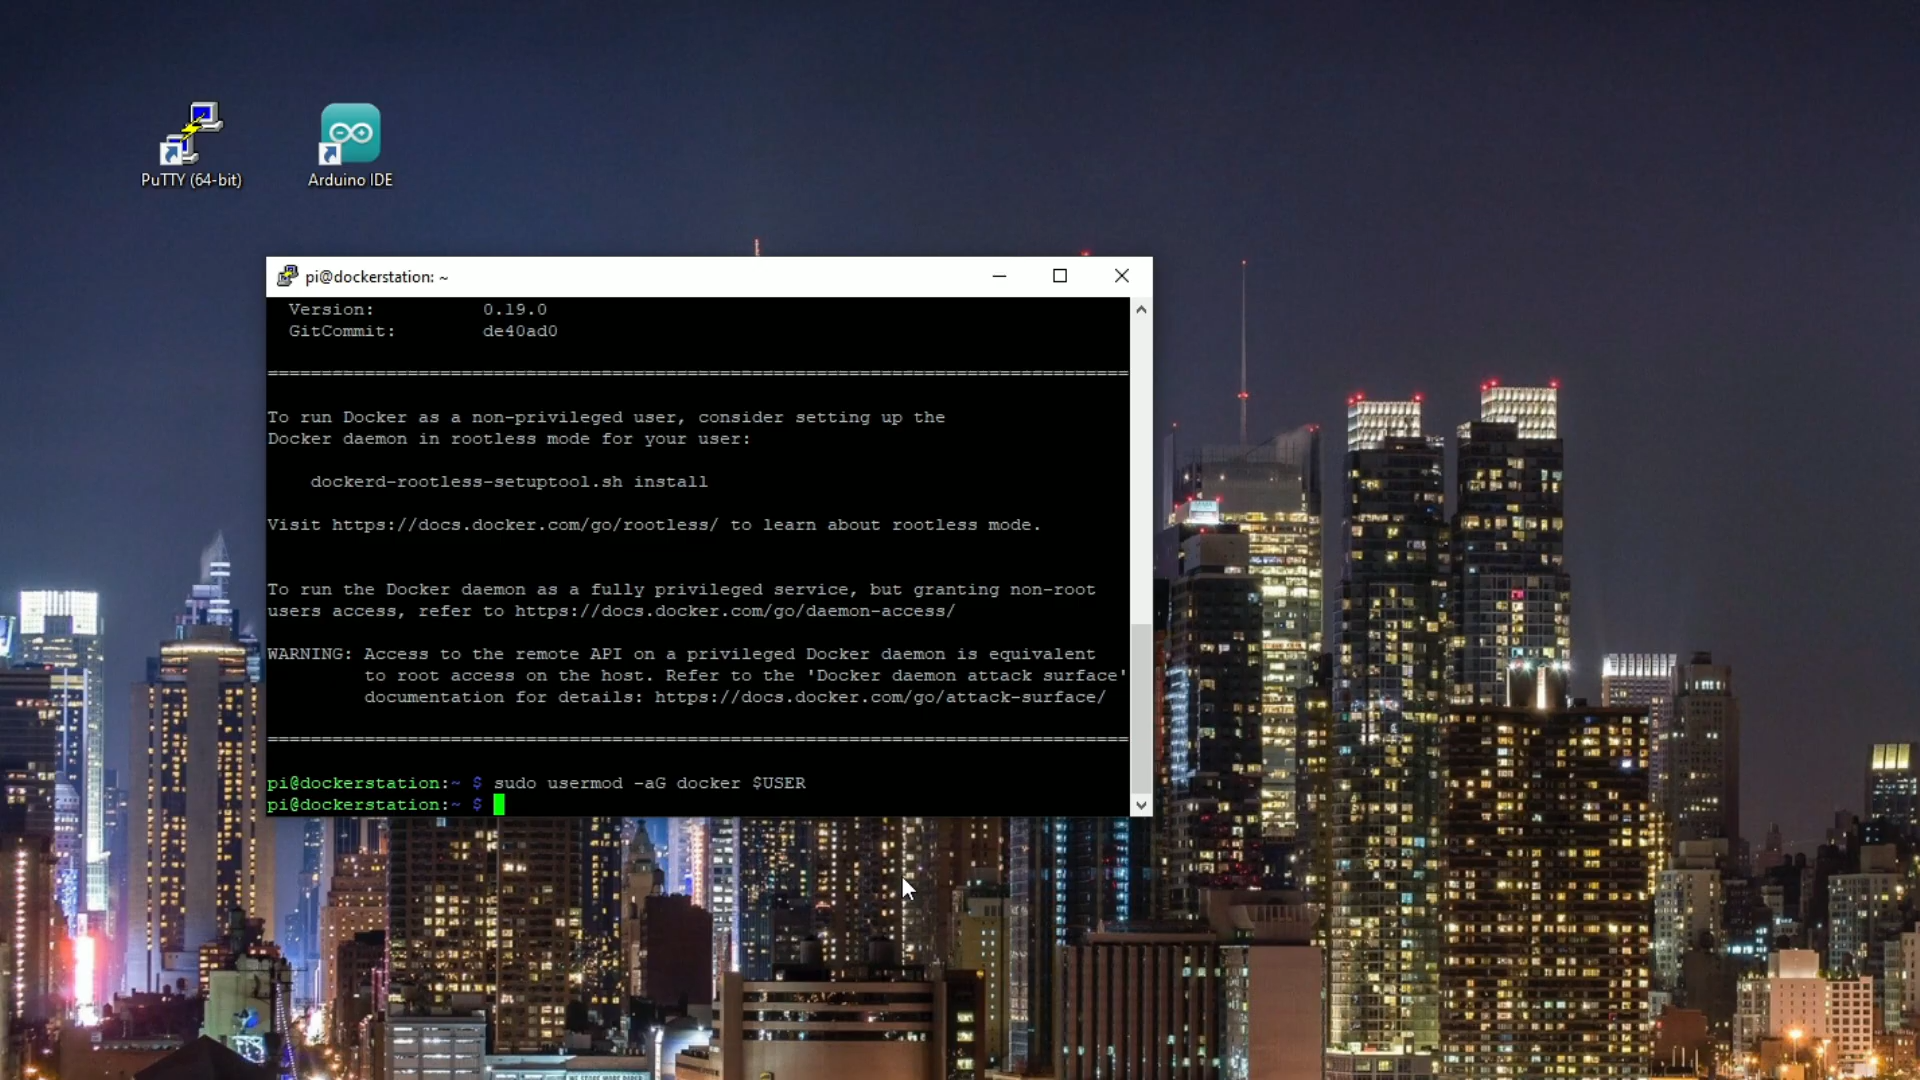 PuTTY (64-bit)
Arduino IDE
pi@dockerstation: ~
Version: 0.19.0
GitCommit: de40ad0
================================================================================
To run Docker as a non-privileged user, consider setting up the
Docker daemon in rootless mode for your user:
dockerd-rootless-setuptool.sh install
Visit https://docs.docker.com/go/rootless/ to learn about rootless mode.
To run the Docker daemon as a fully privileged service, but granting non-root
users access, refer to https://docs.docker.com/go/daemon-access/
WARNING: Access to the remote API on a privileged Docker daemon is equivalent
to root access on the host. Refer to the 'Docker daemon attack surface'
documentation for details: https://docs.docker.com/go/attack-surface/
================================================================================
pi@dockerstation:~ $ sudo usermod -aG docker $USER
pi@dockerstation:~ $